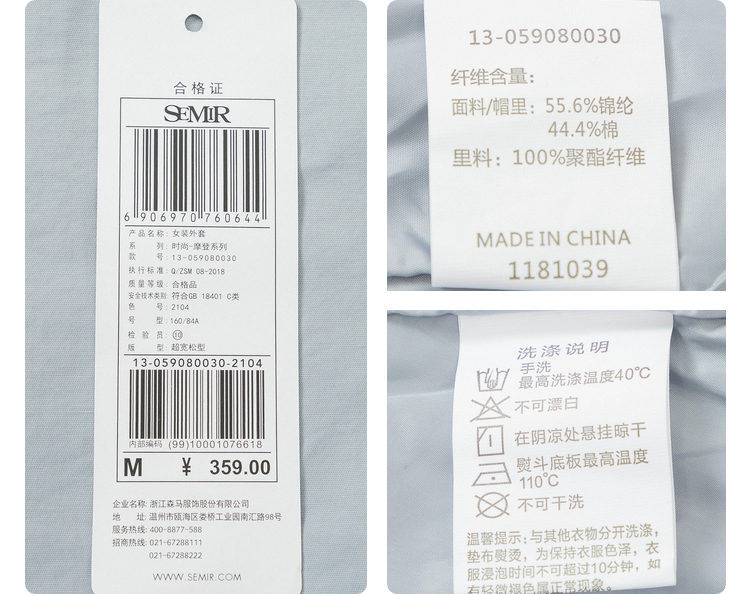 合格证
SEMIR
6 906970 760644
产品名称: 女装外套
系 列: 时尚-摩登系列
款 号: 13-059080030
执行标准: Q/ZSM 08-2018
质量等级: 合格品
安全技术类别: 符合GB 18401 C类
色 号: 2104
号 型: 160/84A
检 验 员: ⑩
版 型: 超宽松型
13-059080030-2104
内部编码 (99)10001076618
M ¥ 359.00
企业名称: 浙江森马服饰股份有限公司
地 址: 温州市瓯海区娄桥工业园南汇路98号
服务热线: 400-8877-588
招商热线: 021-67288111
021-67288222
WWW.SEMIR.COM
13-059080030
纤维含量:
面料/帽里: 55.6%锦纶
44.4%棉
里料: 100%聚酯纤维
MADE IN CHINA
1181039
洗涤说明
手洗
最高洗涤温度40℃
不可漂白
在阴凉处悬挂晾干
熨斗底板最高温度
110℃
不可干洗
温馨提示: 与其他衣物分开洗涤,
垫布熨烫, 为保持衣服色泽, 衣
服浸泡时间不可超过10分钟, 如
有轻微褪色属正常现象。